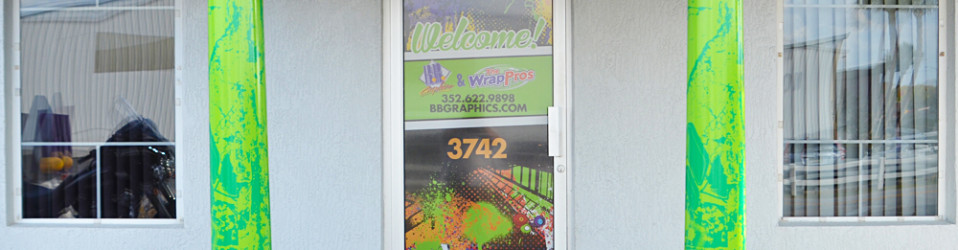 Welcome!
& WrapPros
352.622.9898
BBGRAPHICS.COM
3742